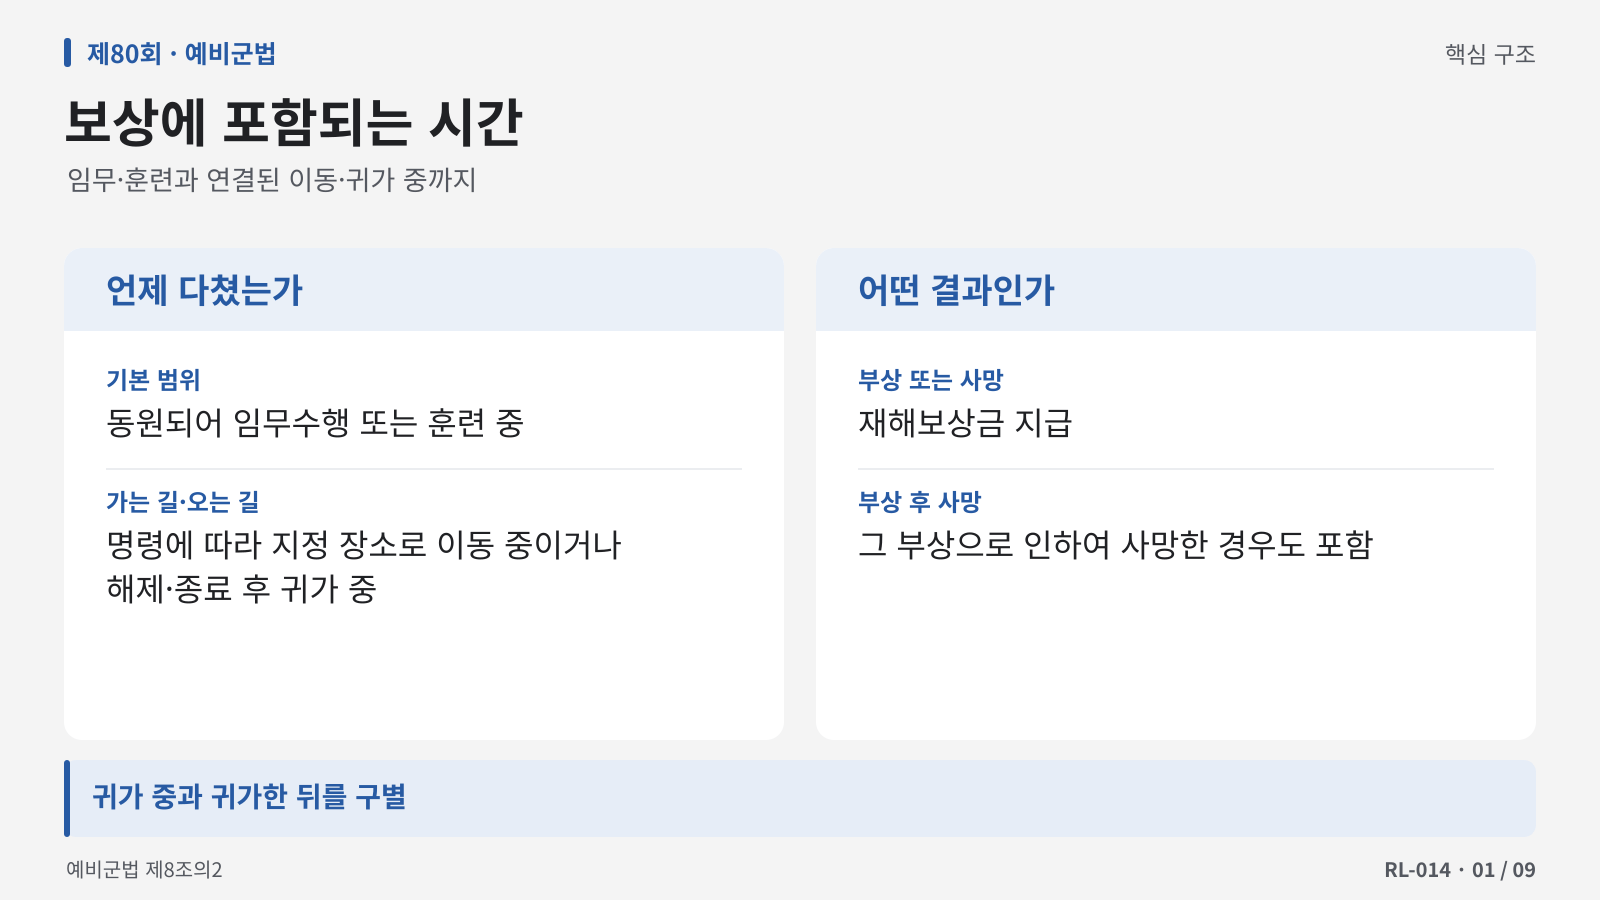 제80회 · 예비군법
핵심 구조
보상에 포함되는 시간
임무·훈련과 연결된 이동·귀가 중까지
언제 다쳤는가
기본 범위
동원되어 임무수행 또는 훈련 중
가는 길·오는 길
명령에 따라 지정 장소로 이동 중이거나
해제·종료 후 귀가 중
어떤 결과인가
부상 또는 사망
재해보상금 지급
부상 후 사망
그 부상으로 인하여 사망한 경우도 포함
귀가 중과 귀가한 뒤를 구별
예비군법 제8조의2
RL-014 · 01 / 09